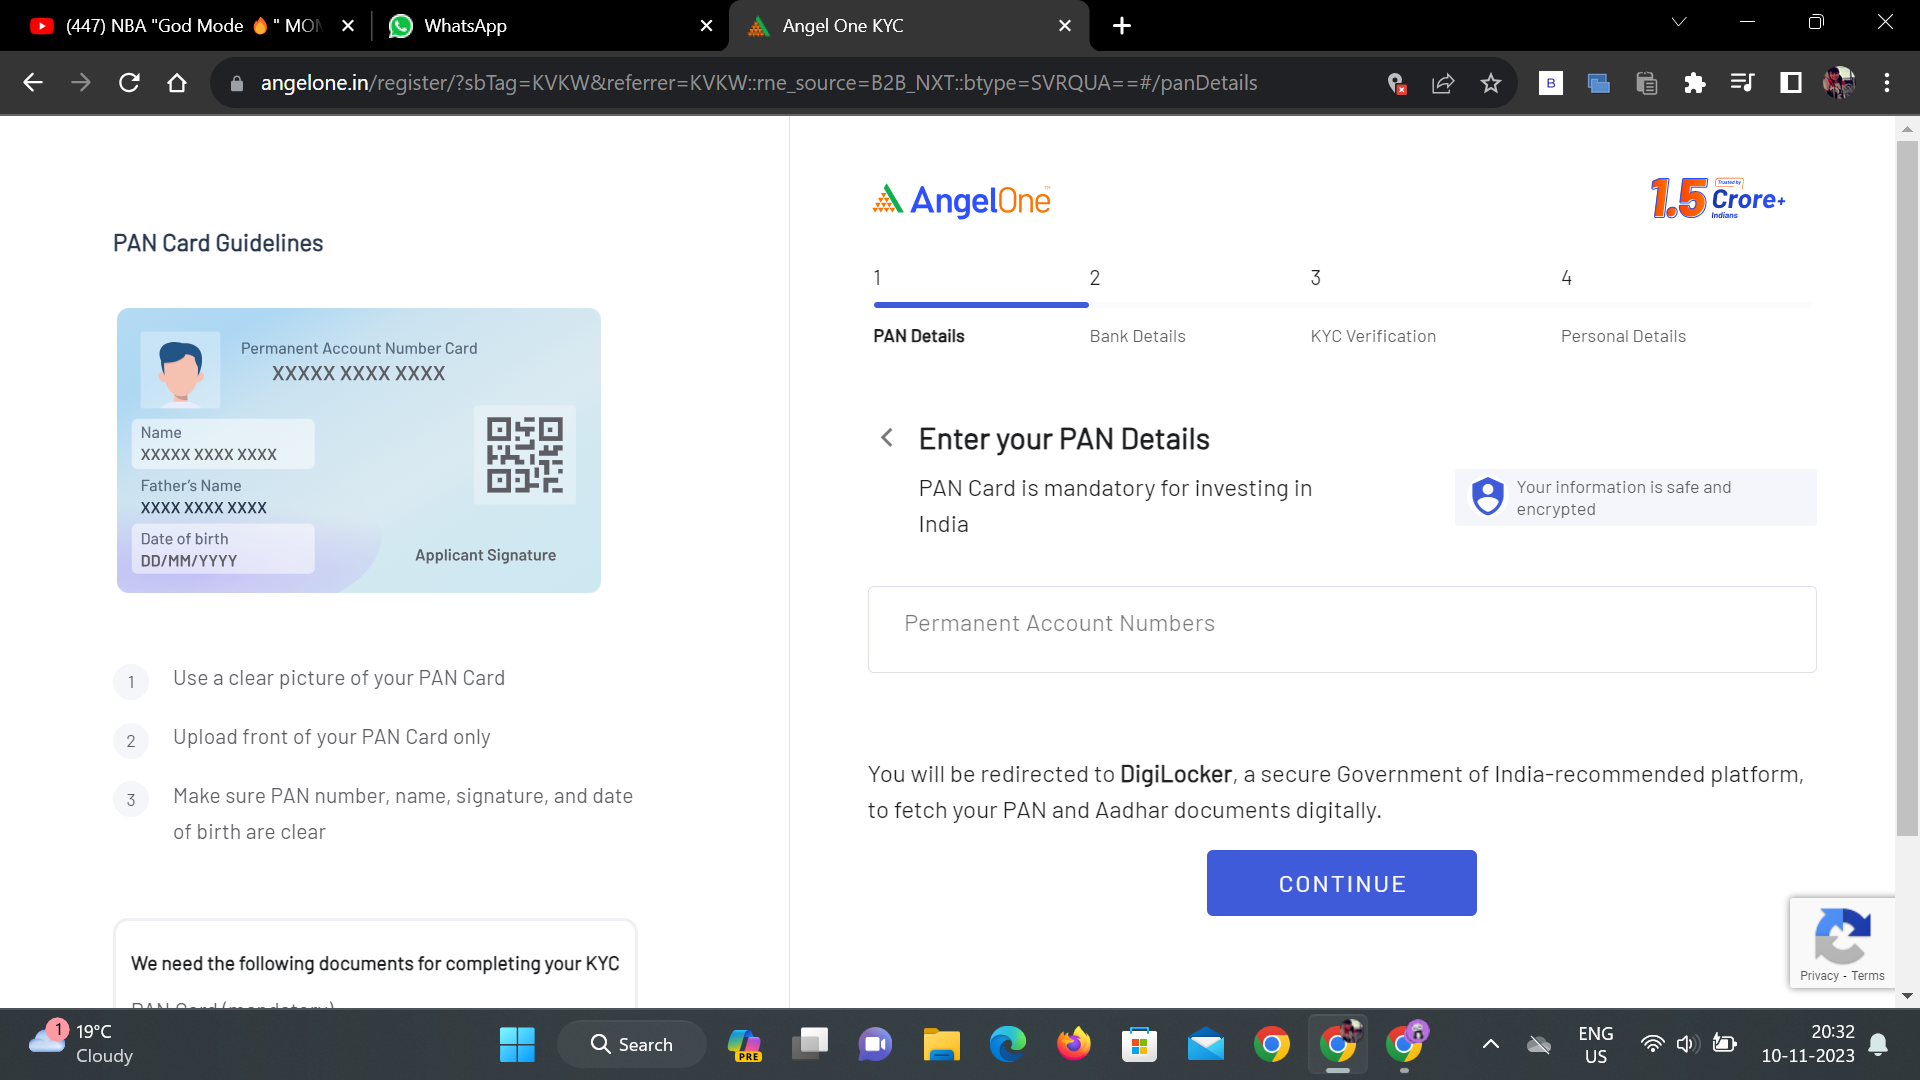 (447) NBA "God Mode 🔥" MON
WhatsApp
Angel One KYC
angelone.in/register/?sbTag=KVKW&referrer=KVKW::rne_source=B2B_NXT::btype=SVRQUA==#/panDetails
B
PAN Card Guidelines
Permanent Account Number Card
XXXXX XXXX XXXX
Name
XXXXX XXXX XXXX
Father's Name
XXXX XXXX XXXX
Date of birth
DD/MM/YYYY
Applicant Signature
1 Use a clear picture of your PAN Card
2 Upload front of your PAN Card only
3 Make sure PAN number, name, signature, and date
of birth are clear
We need the following documents for completing your KYC
PAN Card (mandatory)
AngelOne
1.5 Trusted by
Crore+
Indians
1 2 3 4
PAN Details Bank Details KYC Verification Personal Details
Enter your PAN Details
PAN Card is mandatory for investing in
India
Your information is safe and
encrypted
Permanent Account Numbers
You will be redirected to DigiLocker, a secure Government of India-recommended platform,
to fetch your PAN and Aadhar documents digitally.
CONTINUE
Privacy - Terms
1
19°C
Cloudy
Search
PRE
ENG
US
20:32
10-11-2023